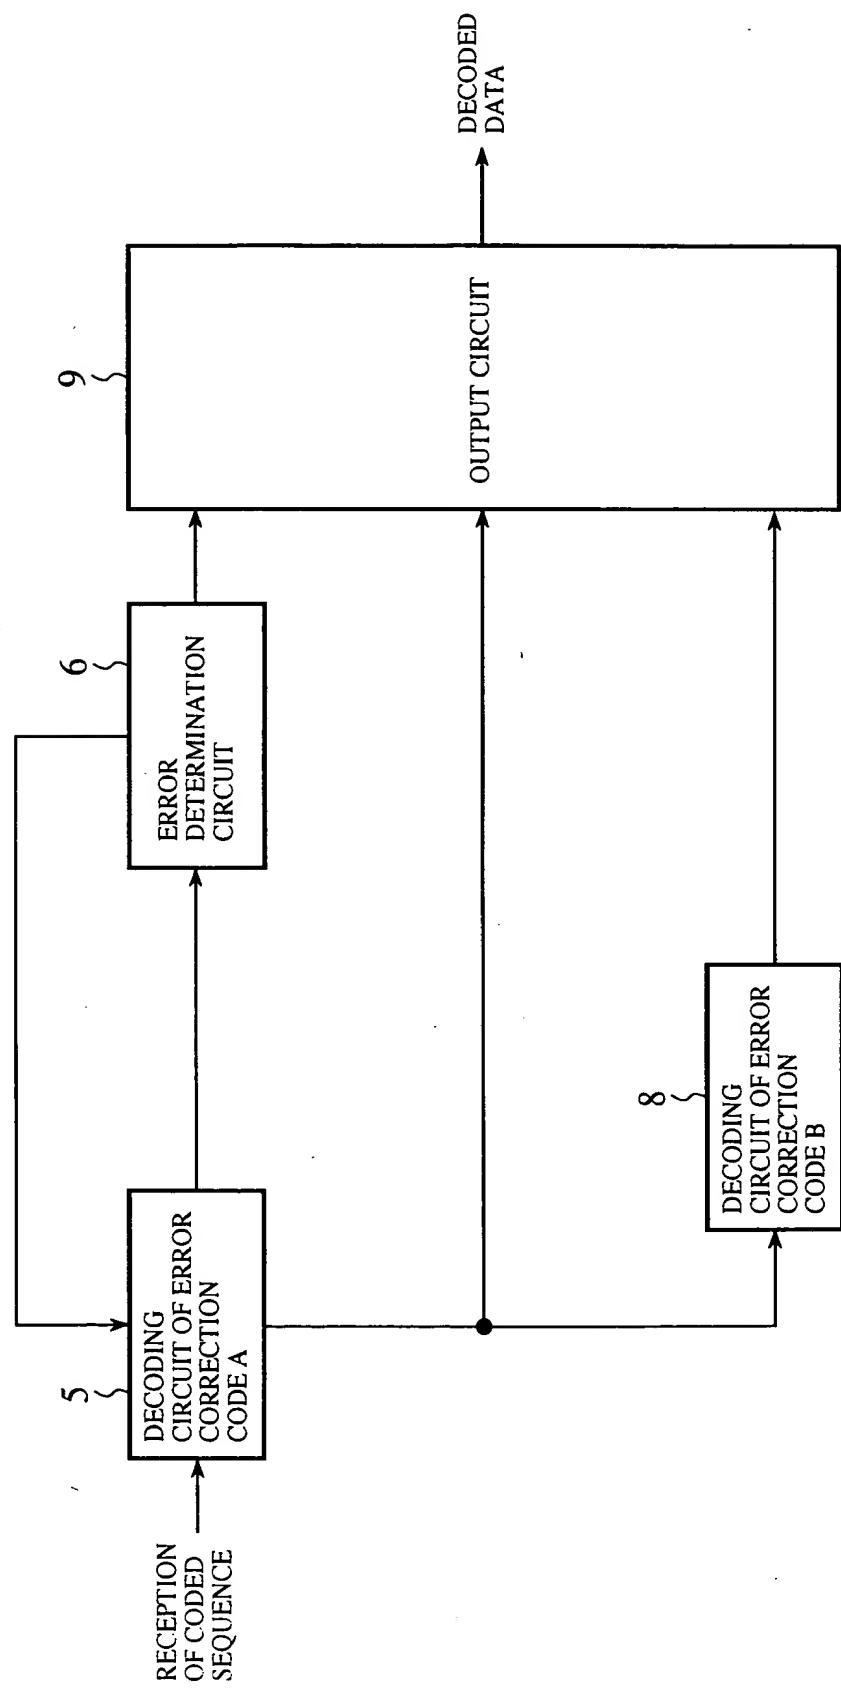 RECEPTION
OF CODED
SEQUENCE
5
DECODING
CIRCUIT OF ERROR
CORRECTION
CODE A
6
ERROR
DETERMINATION
CIRCUIT
8
DECODING
CIRCUIT OF ERROR
CORRECTION
CODE B
9
OUTPUT CIRCUIT
DECODED
DATA